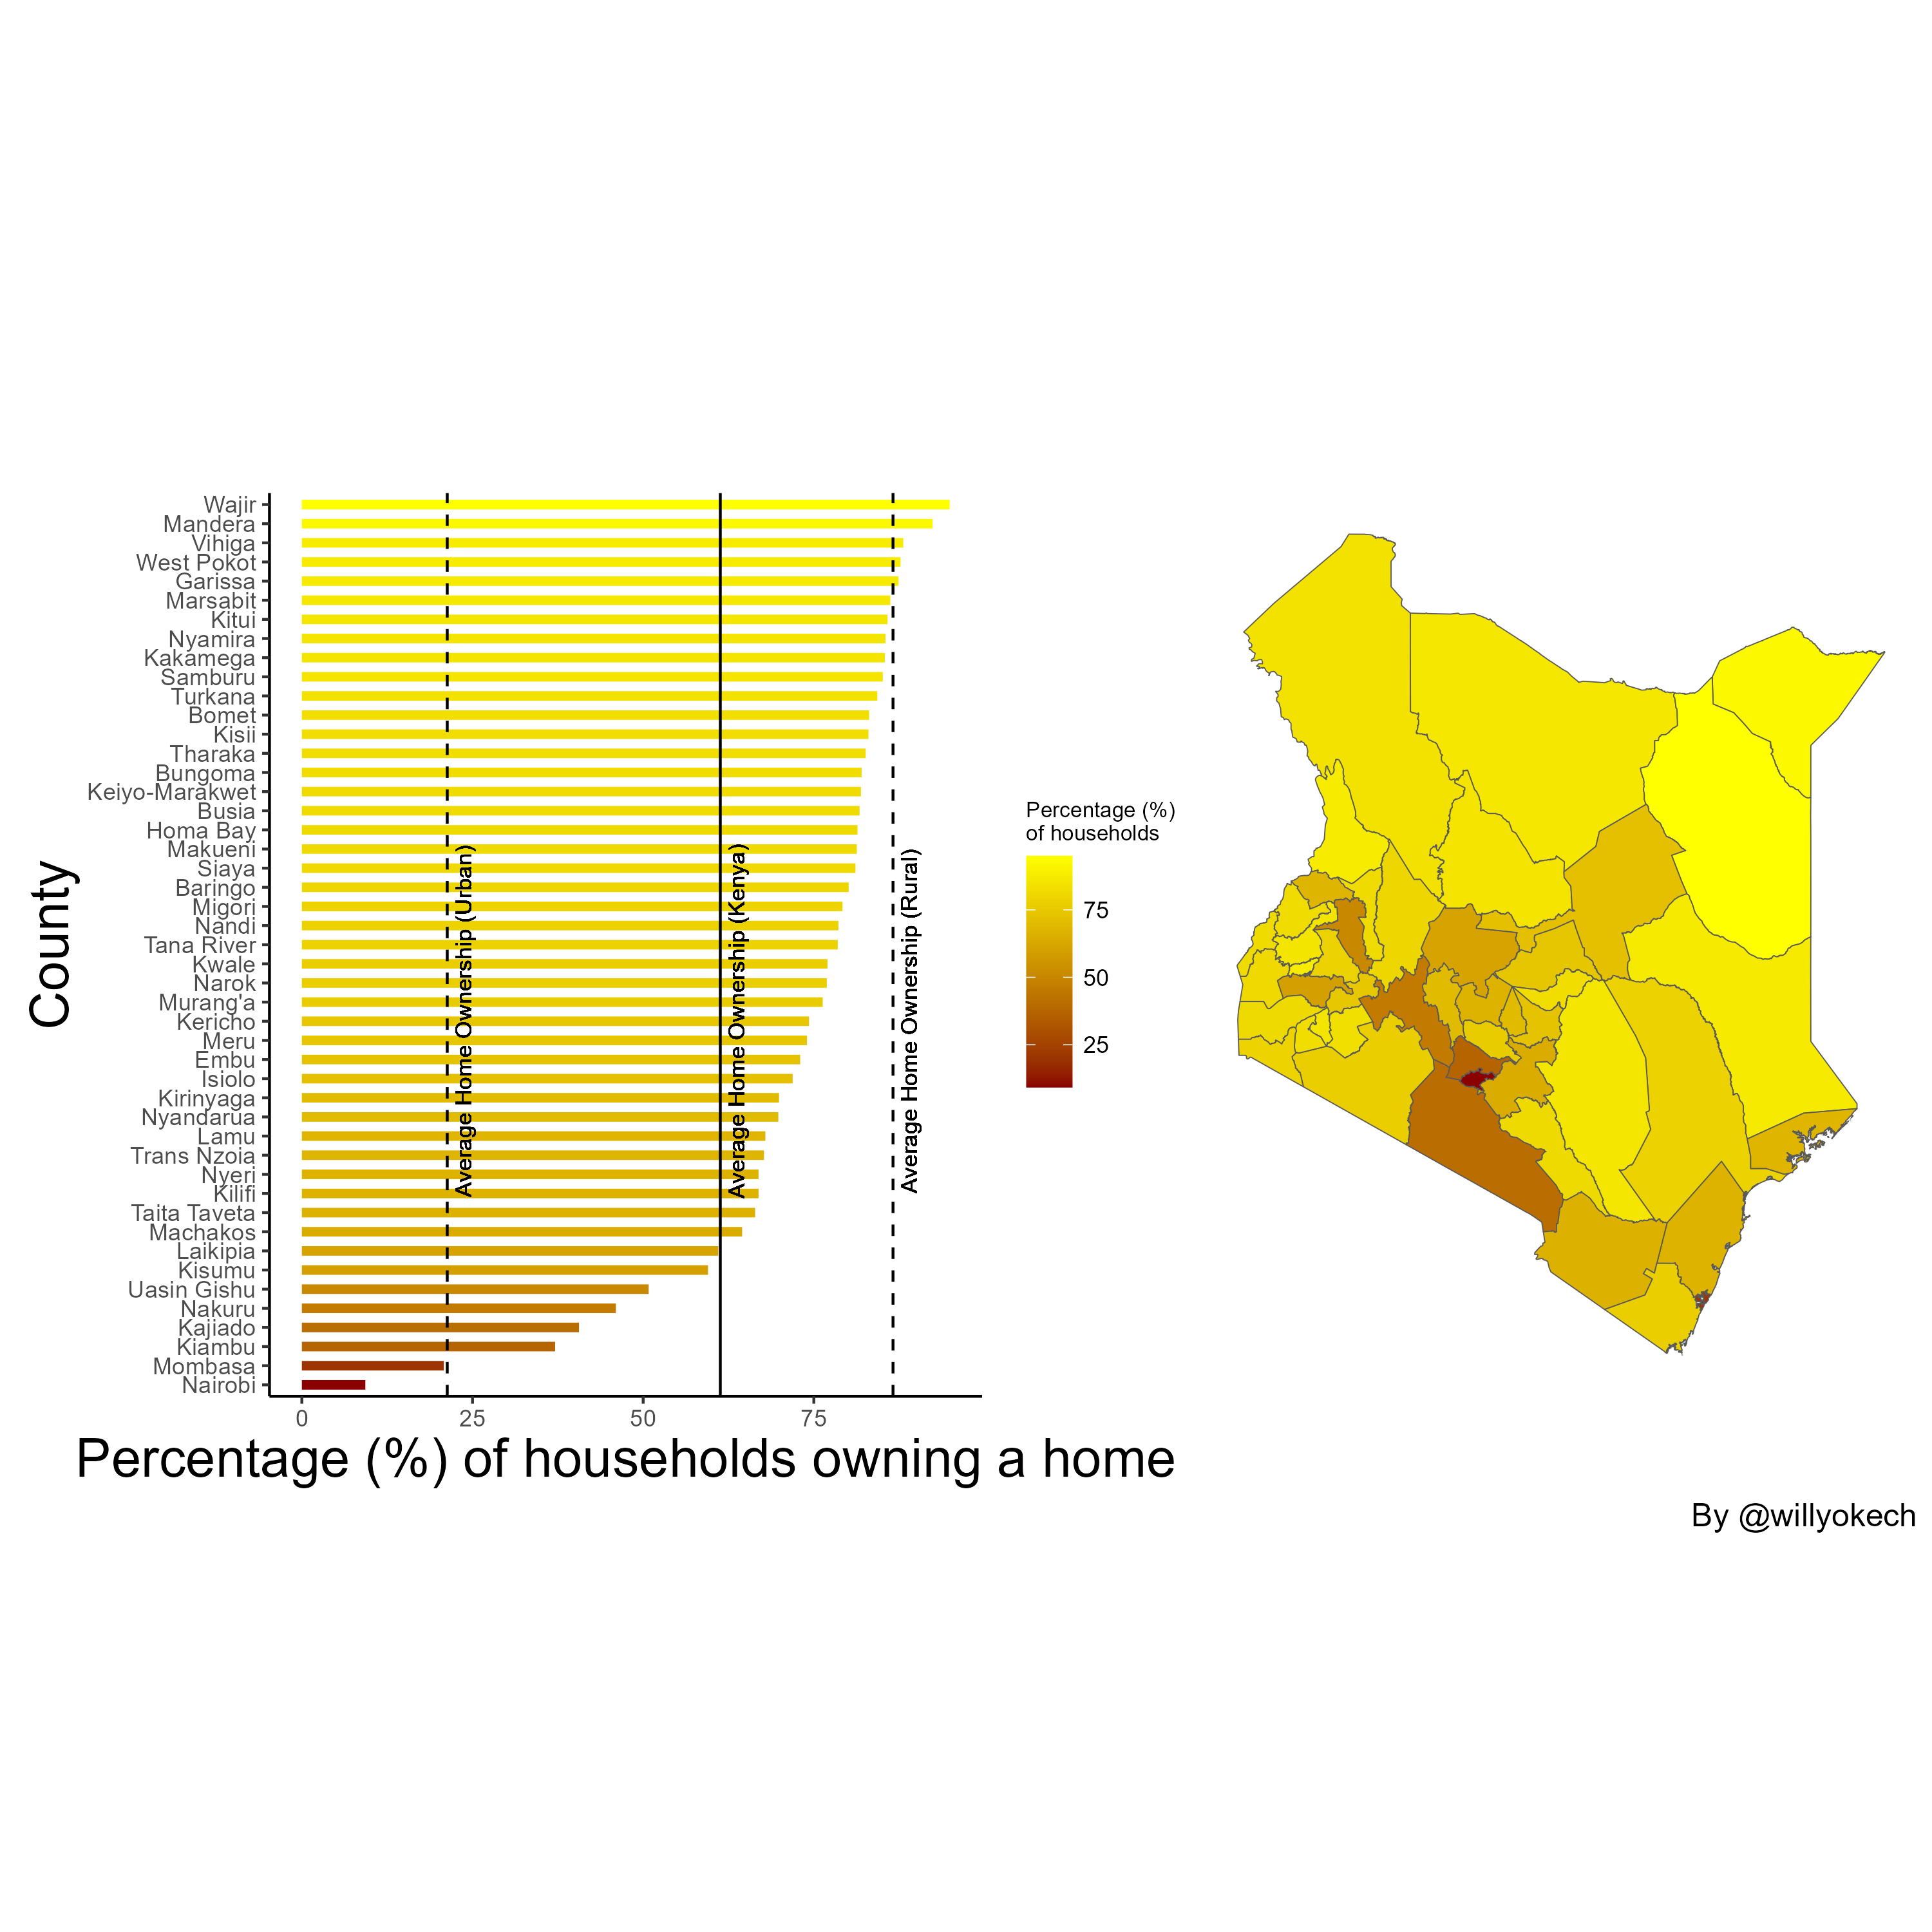 County
Wajir
Mandera
Vihiga
West Pokot
Garissa
Marsabit
Kitui
Nyamira
Kakamega
Samburu
Turkana
Bomet
Kisii
Tharaka
Bungoma
Keiyo-Marakwet
Busia
Homa Bay
Makueni
Siaya
Baringo
Migori
Nandi
Tana River
Kwale
Narok
Murang'a
Kericho
Meru
Embu
Isiolo
Kirinyaga
Nyandarua
Lamu
Trans Nzoia
Nyeri
Kilifi
Taita Taveta
Machakos
Laikipia
Kisumu
Uasin Gishu
Nakuru
Kajiado
Kiambu
Mombasa
Nairobi
Average Home Ownership (Urban)
Average Home Ownership (Kenya)
Average Home Ownership (Rural)
0 25 50 75
Percentage (%) of households owning a home
Percentage (%)
of households
75
50
25
By @willyokech